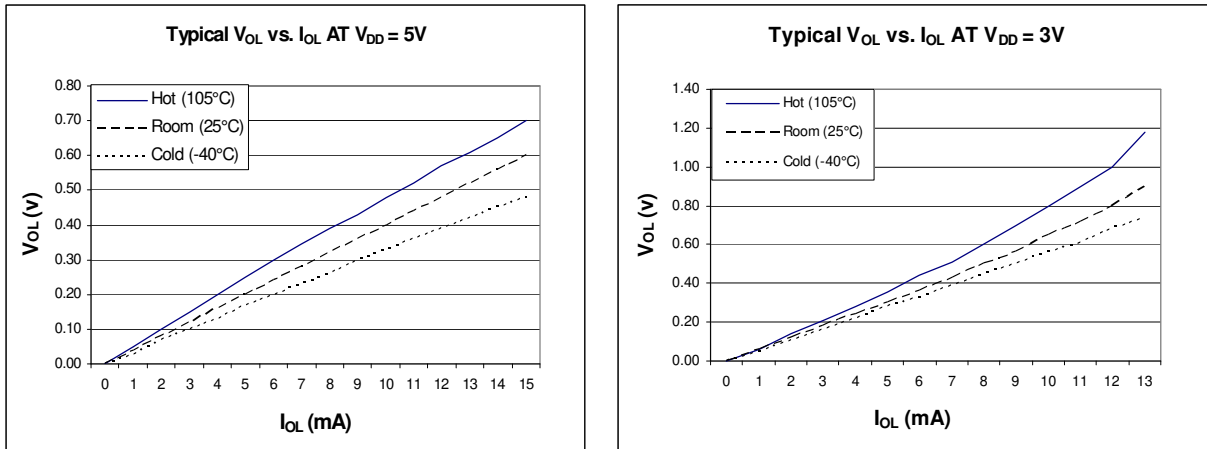 Typical VOL vs. IOL AT VDD = 5V
0.80
0.70
0.60
0.50
0.40
0.30
0.20
0.10
0.00
Hot (105°C)
Room (25°C)
Cold (-40°C)
VOL (v)
0 1 2 3 4 5 6 7 8 9 10 11 12 13 14 15
IOL (mA)
Typical VOL vs. IOL AT VDD = 3V
1.40
1.20
1.00
0.80
0.60
0.40
0.20
0.00
Hot (105°C)
Room (25°C)
Cold (-40°C)
VOL (v)
0 1 2 3 4 5 6 7 8 9 10 11 12 13
IOL (mA)